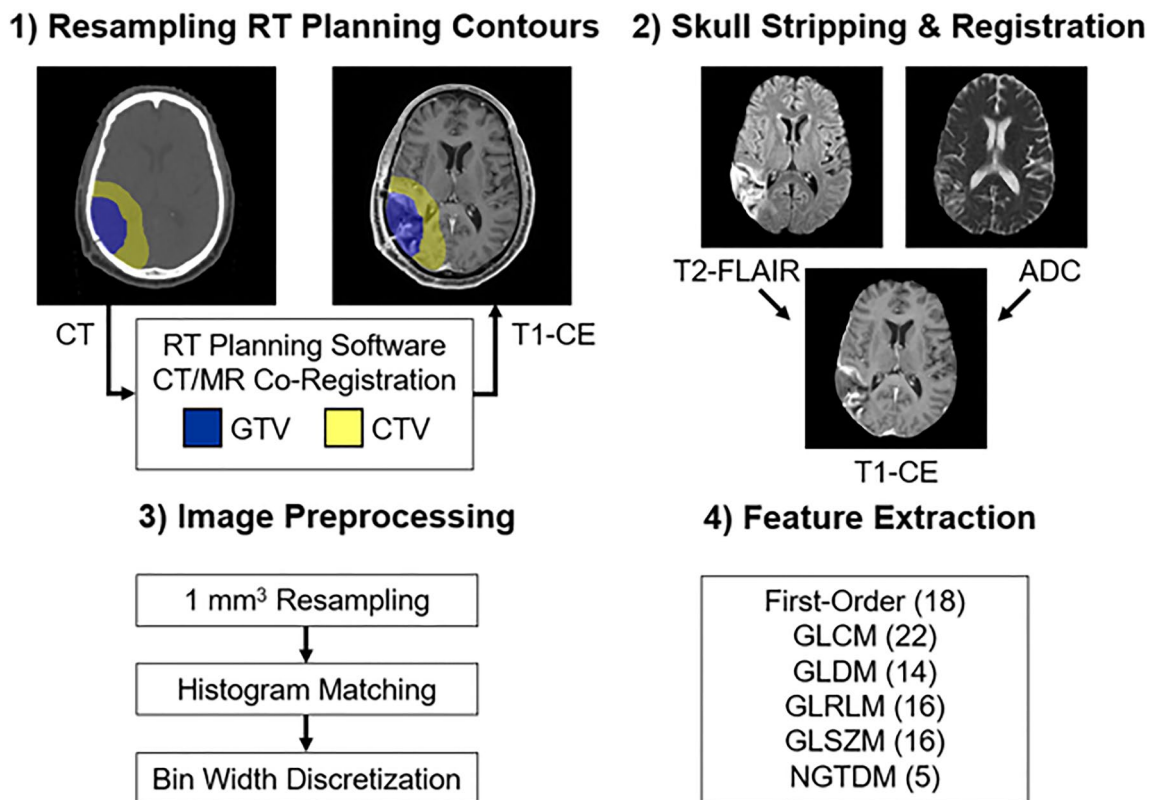 1) Resampling RT Planning Contours
CT
T1-CE
RT Planning Software
CT/MR Co-Registration
GTV
CTV
2) Skull Stripping & Registration
T2-FLAIR
ADC
T1-CE
3) Image Preprocessing
1 mm³ Resampling
Histogram Matching
Bin Width Discretization
4) Feature Extraction
First-Order (18)
GLCM (22)
GLDM (14)
GLRLM (16)
GLSZM (16)
NGTDM (5)